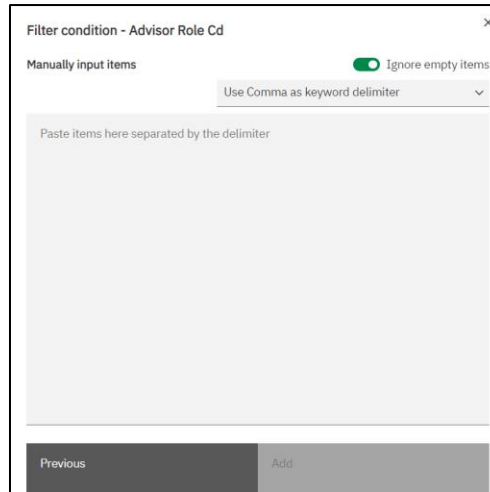 Filter condition - Advisor Role Cd
Manually input items
Ignore empty items
Use Comma as keyword delimiter
Paste items here separated by the delimiter
Previous
Add